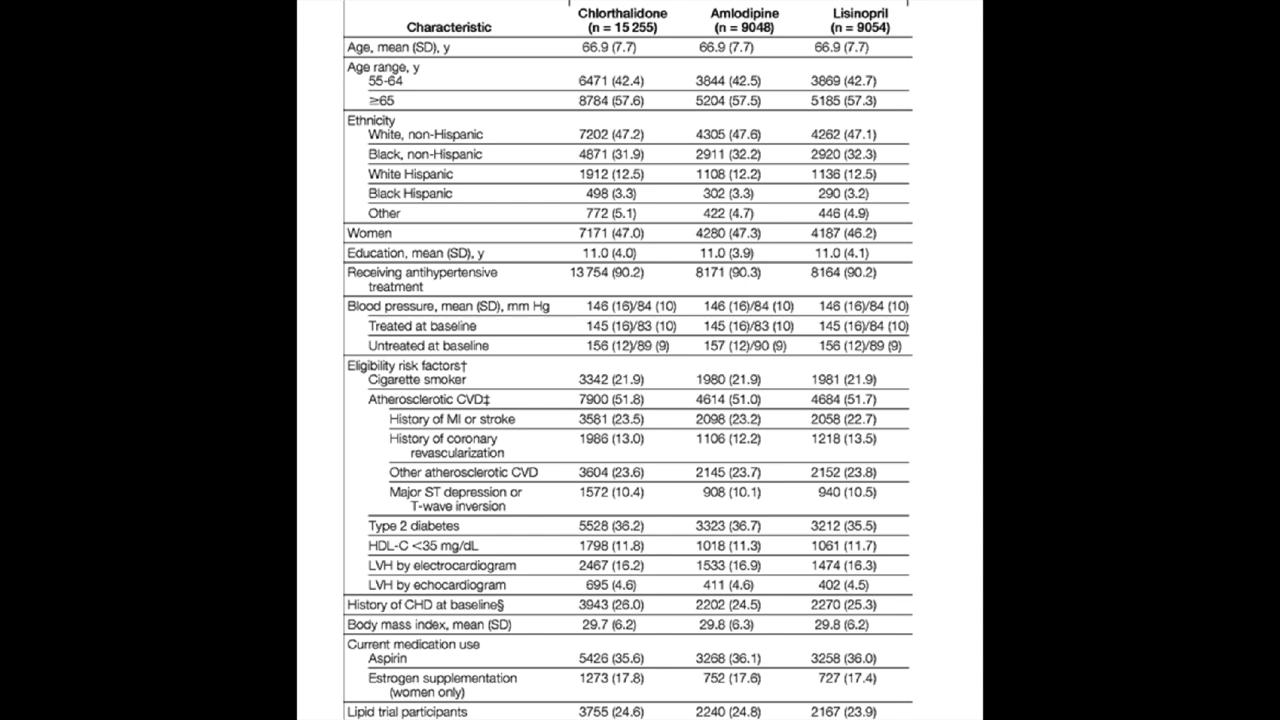 Characteristic Chlorthalidone (n = 15 255) Amlodipine (n = 9048) Lisinopril (n = 9054)
Age, mean (SD), y 66.9 (7.7) 66.9 (7.7) 66.9 (7.7)
Age range, y
55-64 6471 (42.4) 3844 (42.5) 3869 (42.7)
≥65 8784 (57.6) 5204 (57.5) 5185 (57.3)
Ethnicity
White, non-Hispanic 7202 (47.2) 4305 (47.6) 4262 (47.1)
Black, non-Hispanic 4871 (31.9) 2911 (32.2) 2920 (32.3)
White Hispanic 1912 (12.5) 1108 (12.2) 1136 (12.5)
Black Hispanic 498 (3.3) 302 (3.3) 290 (3.2)
Other 772 (5.1) 422 (4.7) 446 (4.9)
Women 7171 (47.0) 4280 (47.3) 4187 (46.2)
Education, mean (SD), y 11.0 (4.0) 11.0 (3.9) 11.0 (4.1)
Receiving antihypertensive 13 754 (90.2) 8171 (90.3) 8164 (90.2)
treatment
Blood pressure, mean (SD), mm Hg 146 (16)/84 (10) 146 (16)/84 (10) 146 (16)/84 (10)
Treated at baseline 145 (16)/83 (10) 145 (16)/83 (10) 145 (16)/84 (10)
Untreated at baseline 156 (12)/89 (9) 157 (12)/90 (9) 156 (12)/89 (9)
Eligibility risk factors†
Cigarette smoker 3342 (21.9) 1980 (21.9) 1981 (21.9)
Atherosclerotic CVD‡ 7900 (51.8) 4614 (51.0) 4684 (51.7)
History of MI or stroke 3581 (23.5) 2098 (23.2) 2058 (22.7)
History of coronary 1986 (13.0) 1106 (12.2) 1218 (13.5)
revascularization
Other atherosclerotic CVD 3604 (23.6) 2145 (23.7) 2152 (23.8)
Major ST depression or 1572 (10.4) 908 (10.1) 940 (10.5)
T-wave inversion
Type 2 diabetes 5528 (36.2) 3323 (36.7) 3212 (35.5)
HDL-C <35 mg/dL 1798 (11.8) 1018 (11.3) 1061 (11.7)
LVH by electrocardiogram 2467 (16.2) 1533 (16.9) 1474 (16.3)
LVH by echocardiogram 695 (4.6) 411 (4.6) 402 (4.5)
History of CHD at baseline§ 3943 (26.0) 2202 (24.5) 2270 (25.3)
Body mass index, mean (SD) 29.7 (6.2) 29.8 (6.3) 29.8 (6.2)
Current medication use
Aspirin 5426 (35.6) 3268 (36.1) 3258 (36.0)
Estrogen supplementation 1273 (17.8) 752 (17.6) 727 (17.4)
(women only)
Lipid trial participants 3755 (24.6) 2240 (24.8) 2167 (23.9)